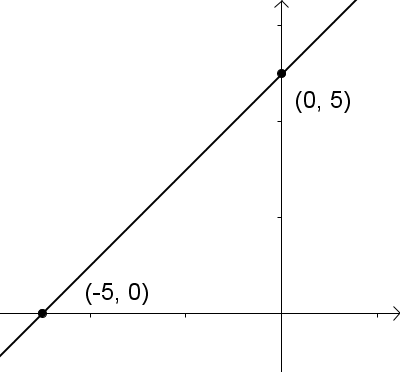 (0, 5)
(-5, 0)